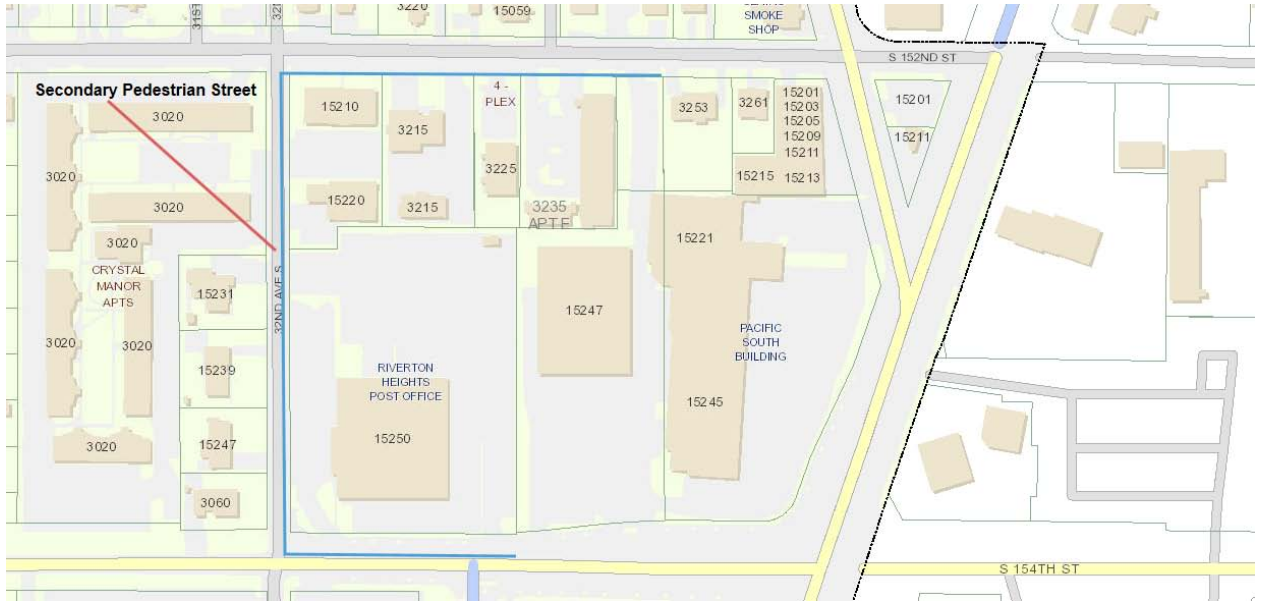 31ST
32N
3220
15059
SMOKE
SHOP
S 152ND ST
Secondary Pedestrian Street
3020
3020
3020
3020
CRYSTAL
MANOR
APTS
3020
3020
3020
15231
15239
15247
3060
32ND AVE S
15210
3215
4 -
PLEX
3225
15220
3215
3235
APT F
3253
3261
15201
15203
15205
15209
15211
15215
15213
15201
15211
15221
15247
PACIFIC
SOUTH
BUILDING
RIVERTON
HEIGHTS
POST OFFICE
15250
15245
S 154TH ST